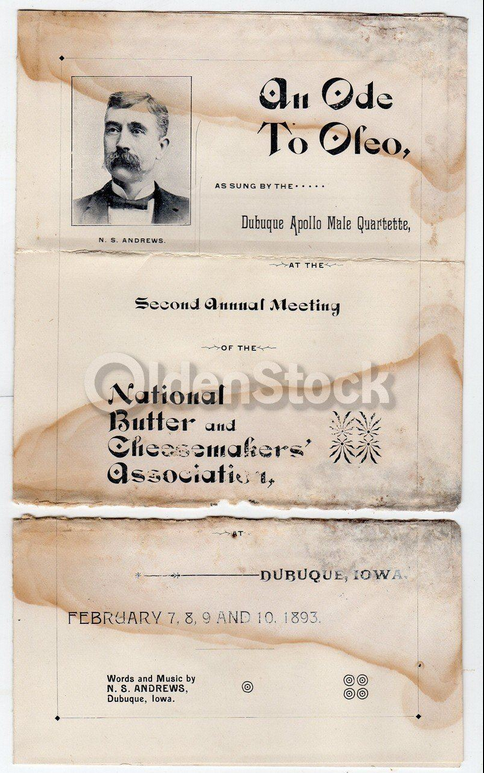 An Ode
To Oleo,
AS SUNG BY THE.....
N. S. ANDREWS.
Dubuque Apollo Male Quartette,
AT THE
Second Annual Meeting
OF THE
OldenStock
National
Butter and
Cheesemakers'
Association,
AT
DUBUQUE, IOWA.
FEBRUARY 7, 8, 9 AND 10, 1893.
Words and Music by
N. S. ANDREWS,
Dubuque, Iowa.